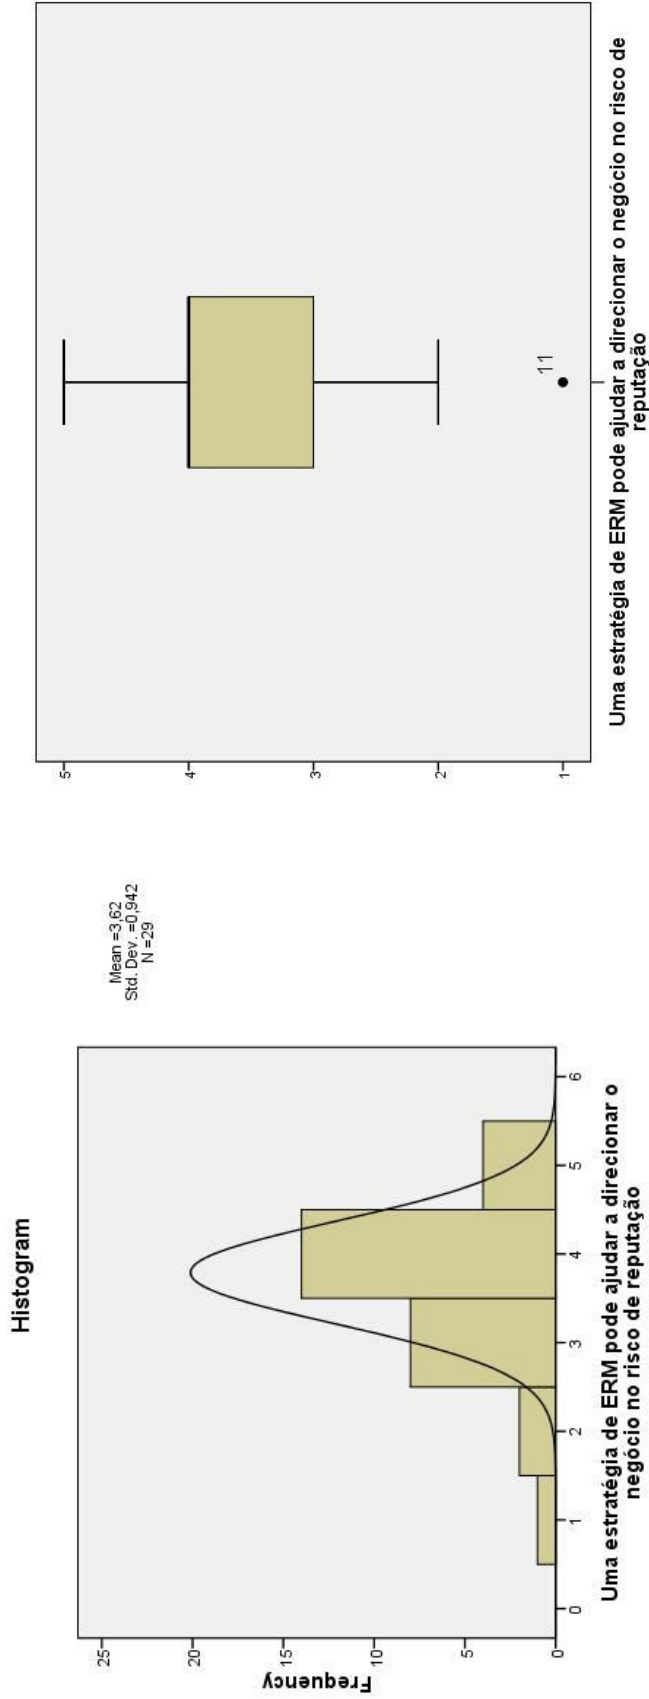 Histogram
Frequency
25
20
15
10
5
0
0
1
2
3
4
5
6
Uma estratégia de ERM pode ajudar a direcionar o
negócio no risco de reputação
Mean =3,62
Std. Dev. =0,942
N =29
5
4
3
2
1
11
Uma estratégia de ERM pode ajudar a direcionar o negócio no risco de
reputação